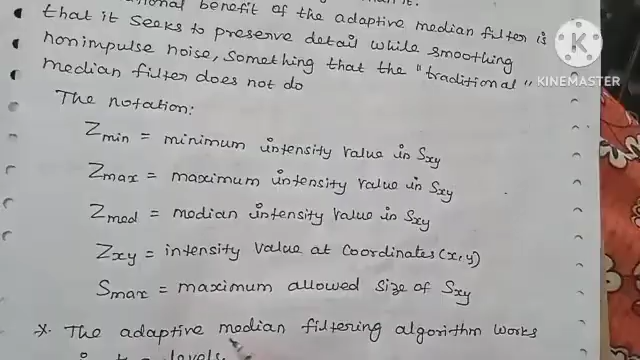 ional benefit of the adaptive median filter is
that it seeks to preserve detail while smoothing
nonimpulse noise, something that the "traditional"
median filter does not do
The notation:
Zmin = minimum intensity value in Sxy
Zmax = maximum intensity value in Sxy
Zmed = median intensity value in Sxy
Zxy = intensity value at coordinates (x, y)
Smax = maximum allowed size of Sxy
* The adaptive median filtering algorithm works
levels.
KINEMASTER